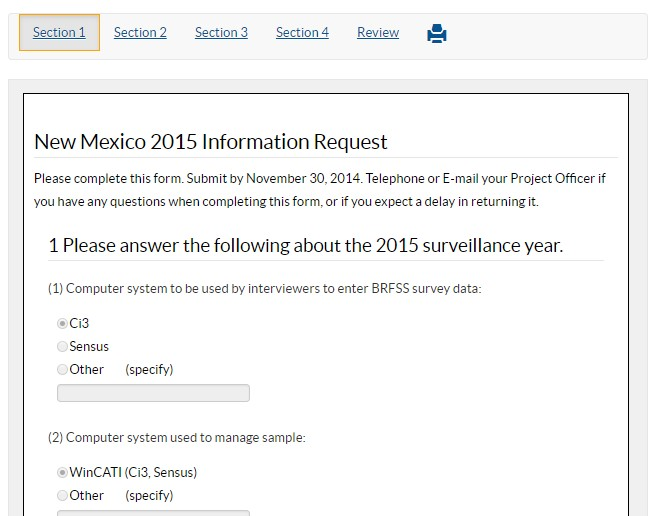 Section 1 Section 2 Section 3 Section 4 Review
New Mexico 2015 Information Request
Please complete this form. Submit by November 30, 2014. Telephone or E-mail your Project Officer if
you have any questions when completing this form, or if you expect a delay in returning it.
1 Please answer the following about the 2015 surveillance year.
(1) Computer system to be used by interviewers to enter BRFSS survey data:
Ci3
Sensus
Other (specify)
(2) Computer system used to manage sample:
WinCATI (Ci3, Sensus)
Other (specify)